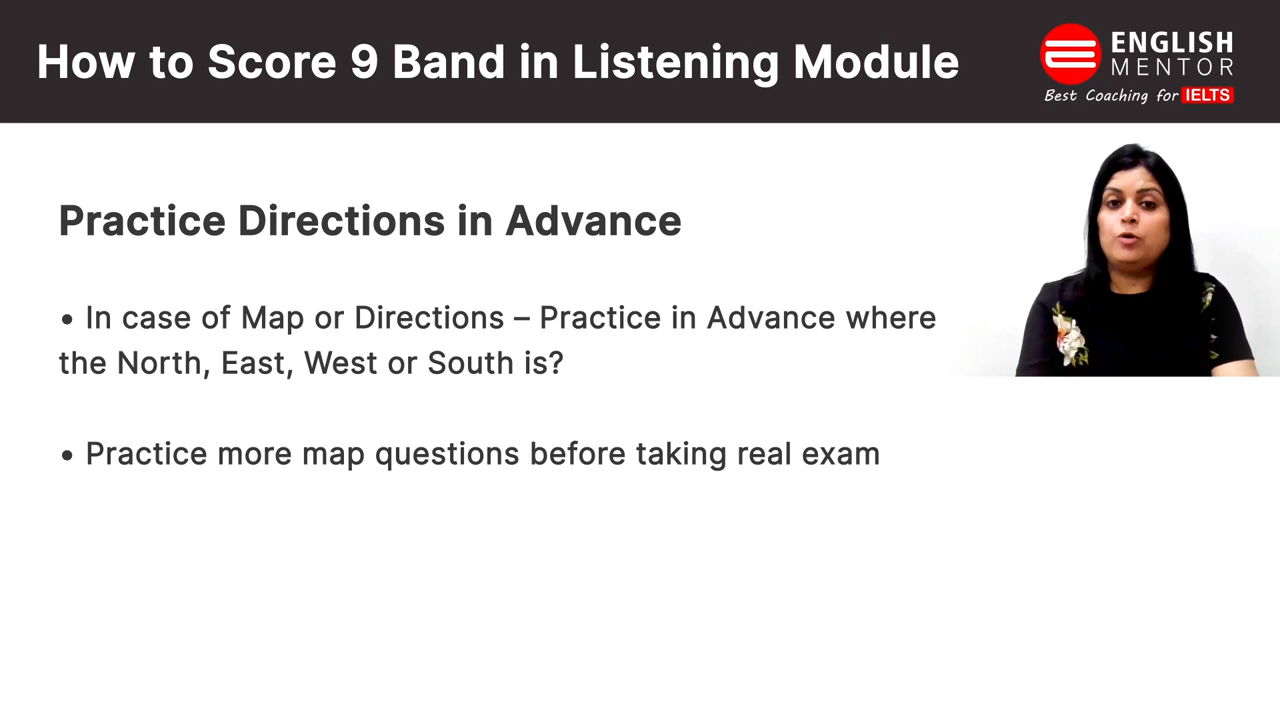 How to Score 9 Band in Listening Module
ENGLISH
MENTOR
Best Coaching for IELTS
Practice Directions in Advance
• In case of Map or Directions – Practice in Advance where
the North, East, West or South is?
• Practice more map questions before taking real exam